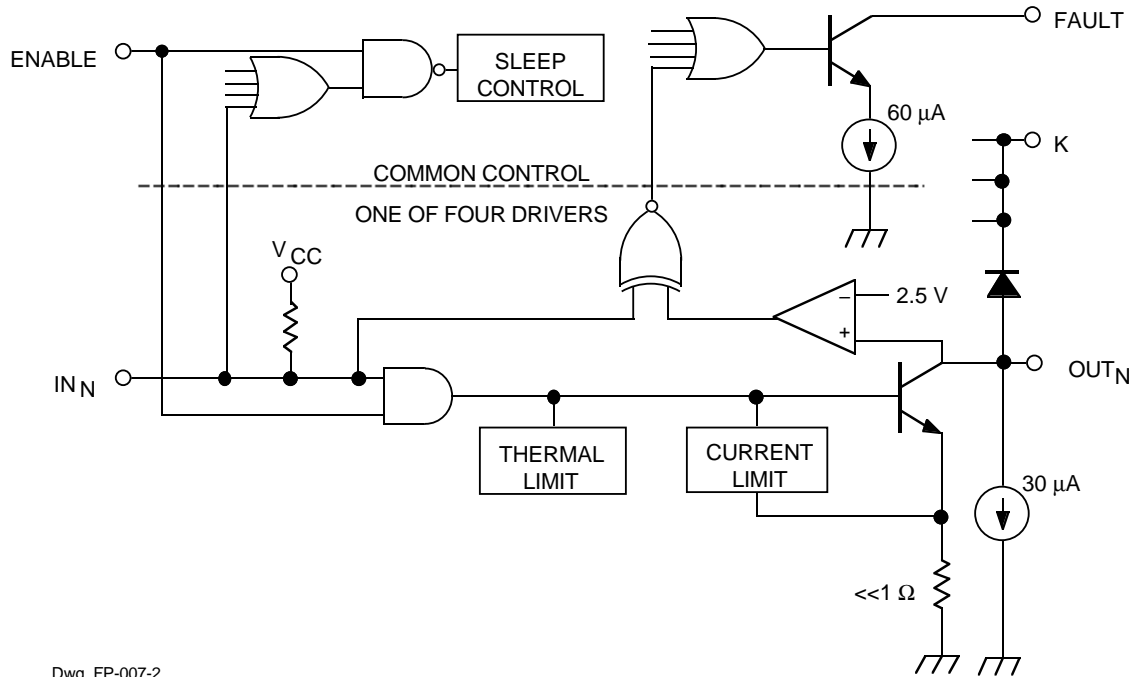 FAULT
ENABLE
SLEEP
CONTROL
60 µA
K
COMMON CONTROL
ONE OF FOUR DRIVERS
VCC
− 2.5 V
+
INN
OUTN
THERMAL
LIMIT
CURRENT
LIMIT
30 µA
<<1 Ω
Dwg. FP-007-2